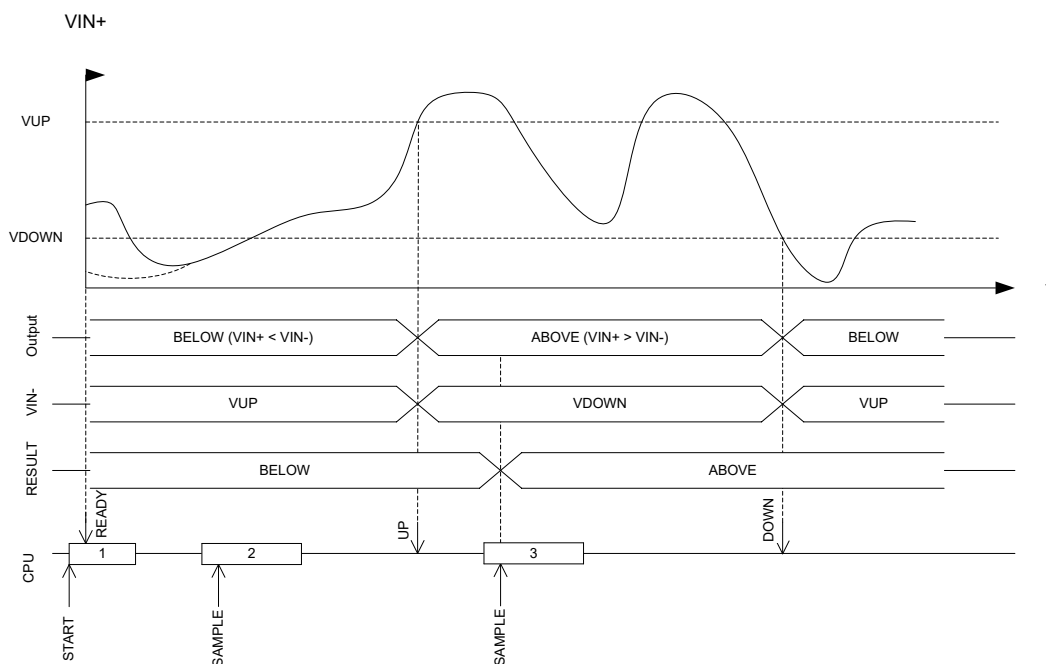 VIN+
VUP
VDOWN
Output
BELOW (VIN+ < VIN-)
ABOVE (VIN+ > VIN-)
BELOW
VIN-
VUP
VDOWN
VUP
RESULT
BELOW
ABOVE
READY
UP
DOWN
CPU
1
2
3
START
SAMPLE
SAMPLE